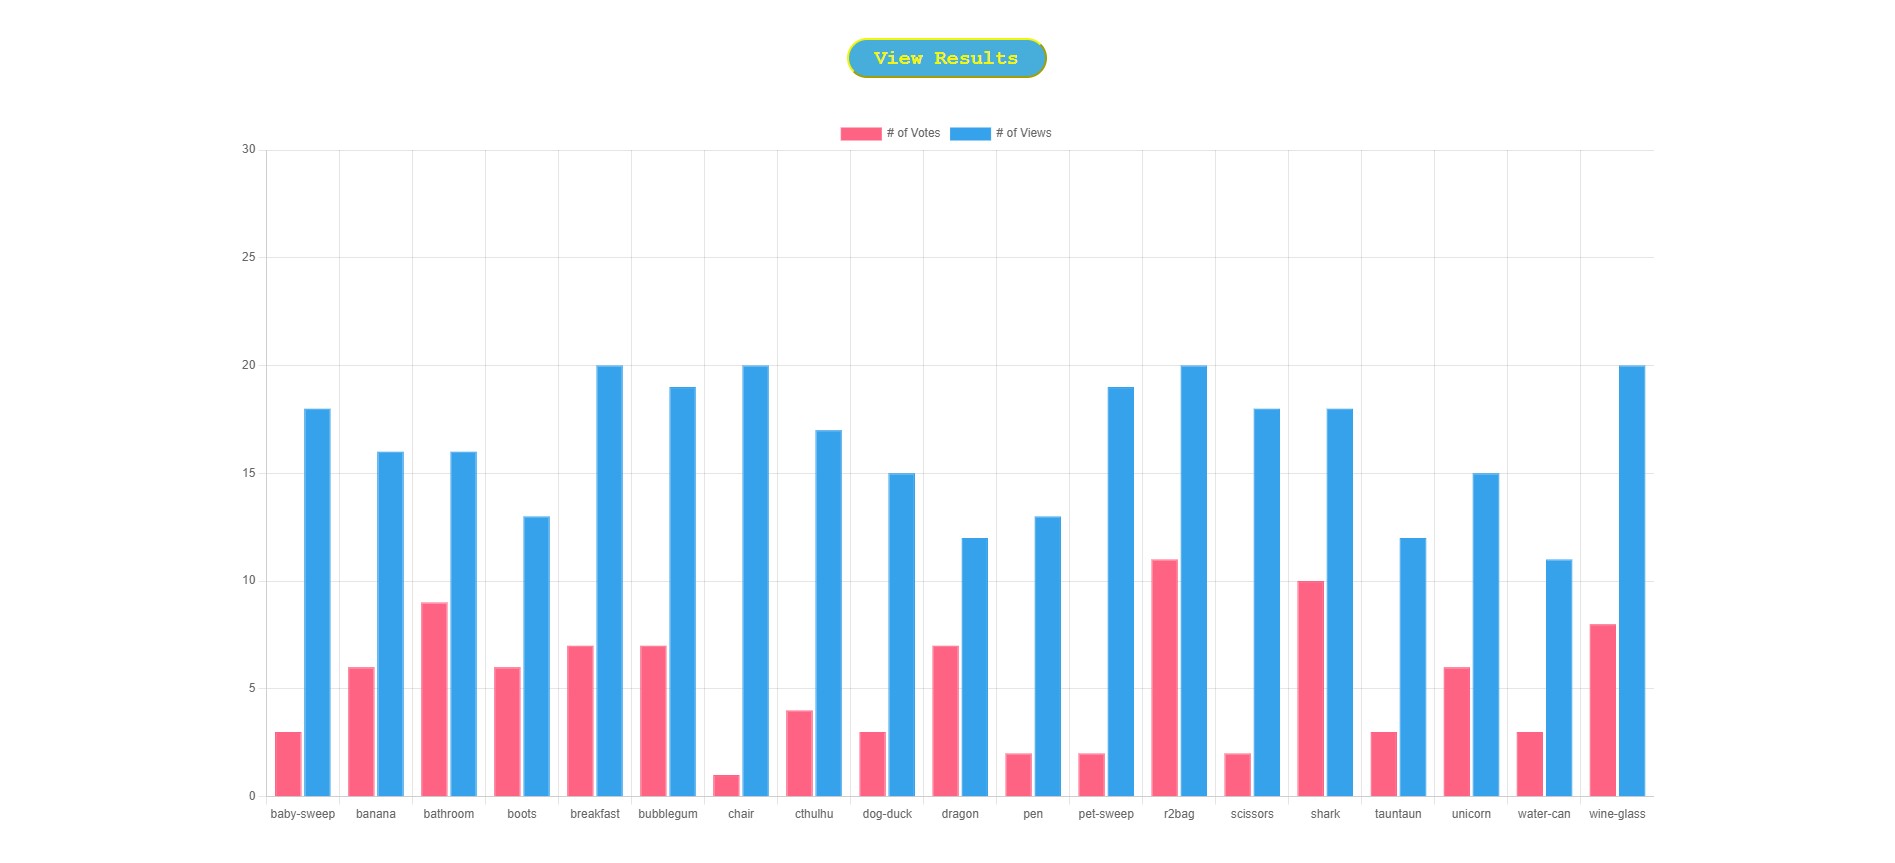 View Results
# of Votes # of Views
30
25
20
15
10
5
0
baby-sweep banana bathroom boots breakfast bubblegum chair cthulhu dog-duck dragon pen pet-sweep r2bag scissors shark tauntaun unicorn water-can wine-glass